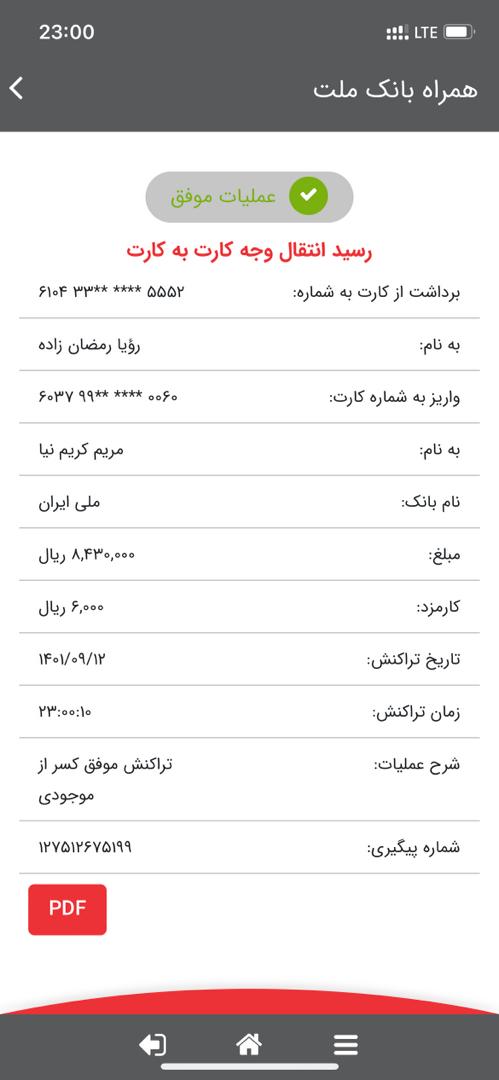 23:00
LTE
همراه بانک ملت
عملیات موفق
رسید انتقال وجه کارت به کارت
برداشت از کارت به شماره: ۶۱۰۴ ۳۳** **** ۵۵۵۲
به نام: رؤیا رمضان زاده
واریز به شماره کارت: ۶۰۳۷ ۹۹** **** ۰۰۶۰
به نام: مریم کریم نیا
نام بانک: ملی ایران
مبلغ: ۸,۴۳۰,۰۰۰ ریال
کارمزد: ۶,۰۰۰ ریال
تاریخ تراکنش: ۱۴۰۱/۰۹/۱۲
زمان تراکنش: ۲۳:۰۰:۱۰
شرح عملیات: تراکنش موفق کسر از
موجودی
شماره پیگیری: ۱۲۷۵۱۲۶۷۵۱۹۹
PDF